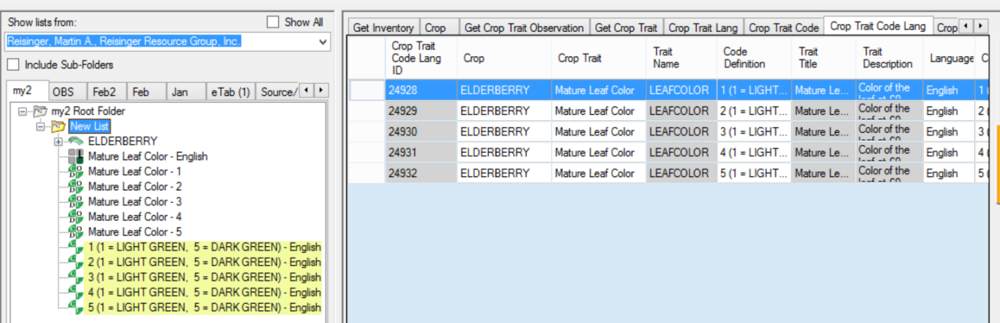 Show lists from:
Show All
Reisinger, Martin A., Reisinger Resource Group, Inc.
Include Sub-Folders
my2 OBS Feb2 Feb Jan eTab (1) Source/
my2 Root Folder
New List
ELDERBERRY
Mature Leaf Color - English
Mature Leaf Color - 1
Mature Leaf Color - 2
Mature Leaf Color - 3
Mature Leaf Color - 4
Mature Leaf Color - 5
1 (1 = LIGHT GREEN, 5 = DARK GREEN) - English
2 (1 = LIGHT GREEN, 5 = DARK GREEN) - English
3 (1 = LIGHT GREEN, 5 = DARK GREEN) - English
4 (1 = LIGHT GREEN, 5 = DARK GREEN) - English
5 (1 = LIGHT GREEN, 5 = DARK GREEN) - English
Get Inventory Crop Get Crop Trait Observation Get Crop Trait Crop Trait Lang Crop Trait Code Crop Trait Code Lang Crop
Crop Trait Code Lang ID Crop Crop Trait Trait Name Code Definition Trait Title Trait Description Language C
24928 ELDERBERRY Mature Leaf Color LEAFCOLOR 1 (1 = LIGHT... Mature Le... Color of the English 1 (
24929 ELDERBERRY Mature Leaf Color LEAFCOLOR 2 (1 = LIGHT... Mature Le... Color of the English 2 (
24930 ELDERBERRY Mature Leaf Color LEAFCOLOR 3 (1 = LIGHT... Mature Le... Color of the English 3 (
24931 ELDERBERRY Mature Leaf Color LEAFCOLOR 4 (1 = LIGHT... Mature Le... Color of the English 4 (
24932 ELDERBERRY Mature Leaf Color LEAFCOLOR 5 (1 = LIGHT... Mature Le... Color of the English 5 (